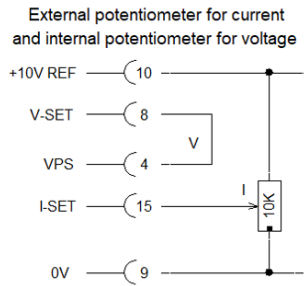 External potentiometer for current
and internal potentiometer for voltage
+10V REF 10
V-SET 8
V
VPS 4
I-SET 15 I
10K
0V 9